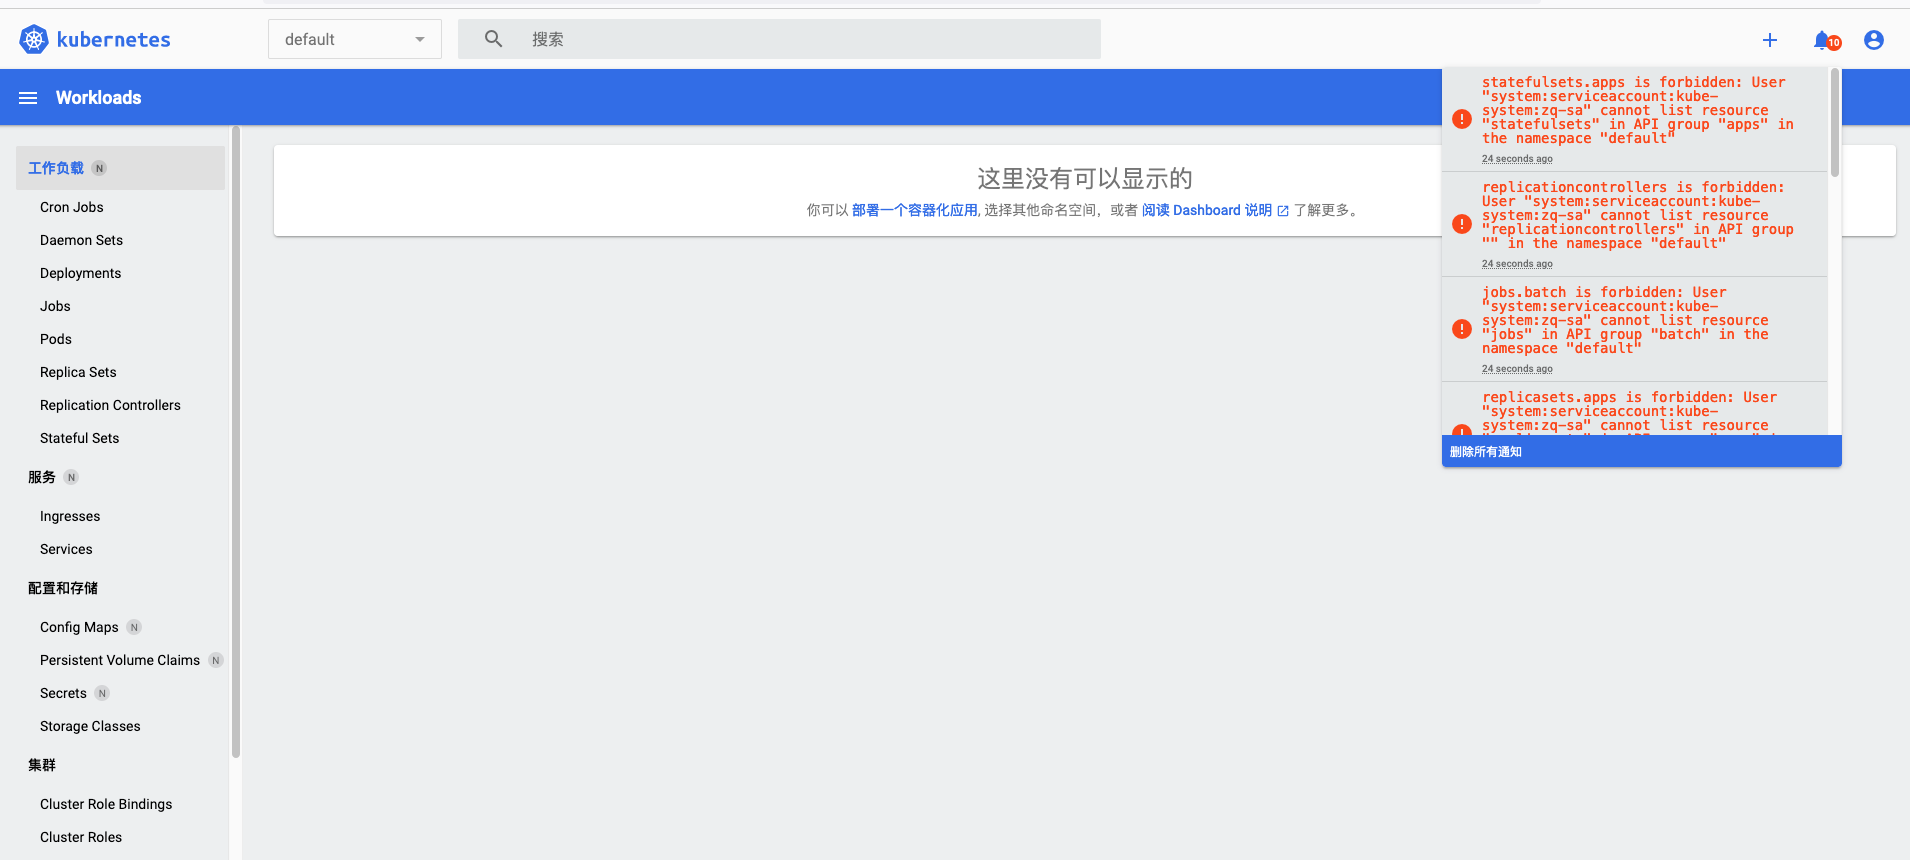 kubernetes
default
搜索
10
Workloads
工作负载 N
Cron Jobs
Daemon Sets
Deployments
Jobs
Pods
Replica Sets
Replication Controllers
Stateful Sets
服务 N
Ingresses
Services
配置和存储
Config Maps N
Persistent Volume Claims N
Secrets N
Storage Classes
集群
Cluster Role Bindings
Cluster Roles
这里没有可以显示的
你可以 部署一个容器化应用, 选择其他命名空间，或者 阅读 Dashboard 说明 了解更多。
statefulsets.apps is forbidden: User
"system:serviceaccount:kube-
system:zq-sa" cannot list resource
"statefulsets" in API group "apps" in
the namespace "default"
24 seconds ago
replicationcontrollers is forbidden:
User "system:serviceaccount:kube-
system:zq-sa" cannot list resource
"replicationcontrollers" in API group
"" in the namespace "default"
24 seconds ago
jobs.batch is forbidden: User
"system:serviceaccount:kube-
system:zq-sa" cannot list resource
"jobs" in API group "batch" in the
namespace "default"
24 seconds ago
replicasets.apps is forbidden: User
"system:serviceaccount:kube-
system:zq-sa" cannot list resource
删除所有通知